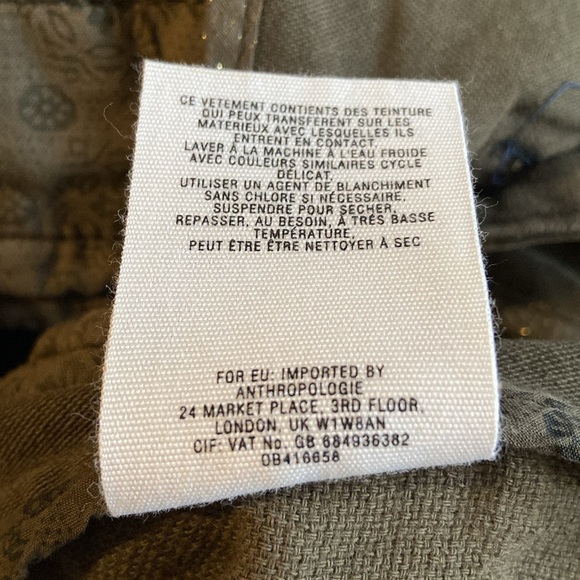 CE VETEMENT CONTIENTS DES TEINTURE
QUI PEUX TRANSFERENT SUR LES
MATERIEUX AVEC LESQUELLES ILS
ENTRENT EN CONTACT.
LAVER À LA MACHINE À L'EAU FROIDE
AVEC COULEURS SIMILAIRES CYCLE
DÉLICAT.
UTILISER UN AGENT DE BLANCHIMENT
SANS CHLORE SI NÉCESSAIRE.
SUSPENDRE POUR SÉCHER.
REPASSER, AU BESOIN, À TRÉS BASSE
TEMPÉRATURE.
PEUT ÊTRE ÊTRE NETTOYER À SEC
FOR EU: IMPORTED BY
ANTHROPOLOGIE
24 MARKET PLACE, 3RD FLOOR,
LONDON, UK W1W8AN
CIF: VAT No. GB 684936382
OB416658